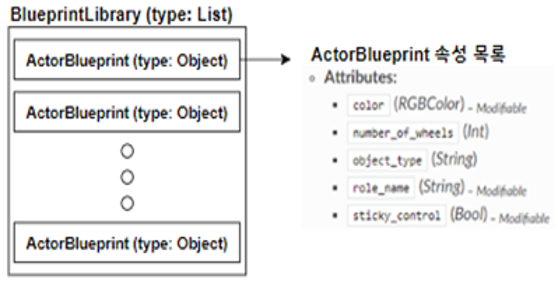 BlueprintLibrary (type: List)
ActorBlueprint (type: Object)
ActorBlueprint (type: Object)
ActorBlueprint (type: Object)
ActorBlueprint 속성 목록
Attributes:
color (RGBColor) – Modifiable
number_of_wheels (Int)
object_type (String)
role_name (String) – Modifiable
sticky_control (Bool) – Modifiable